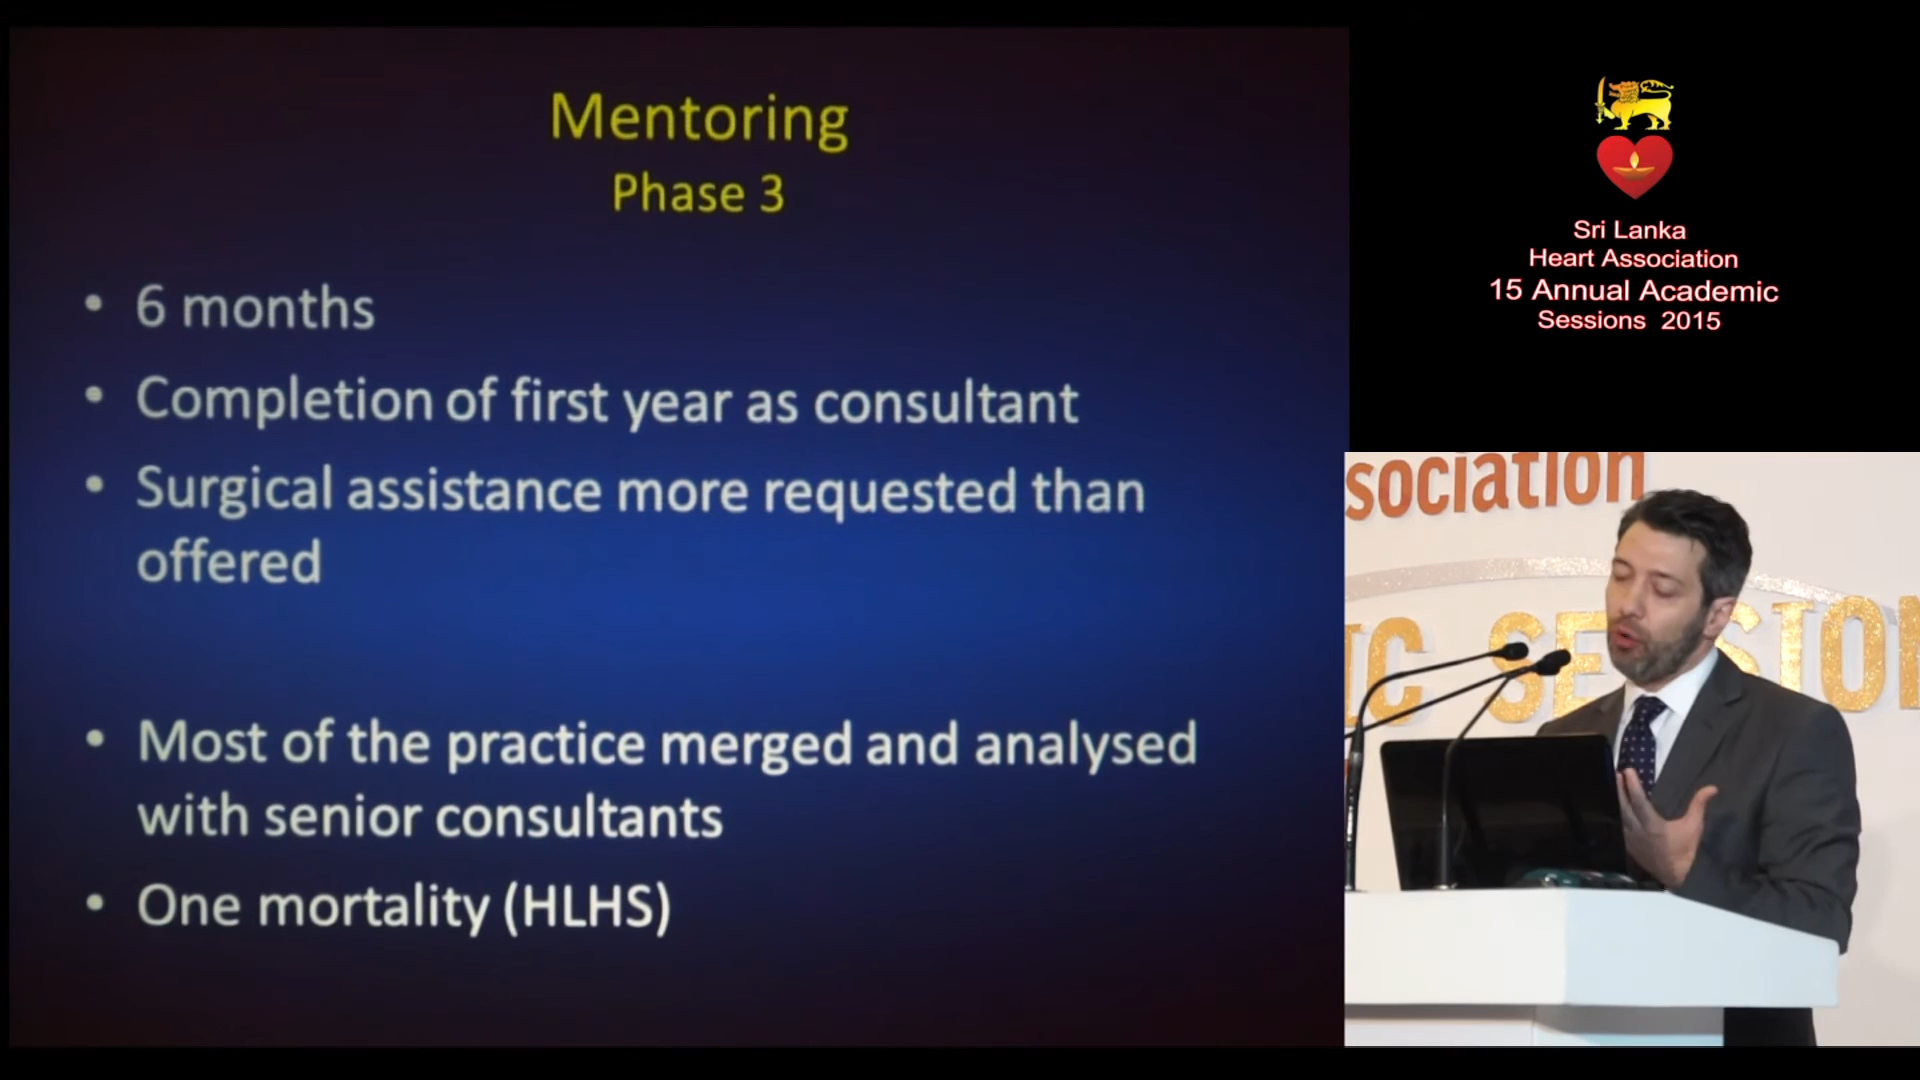 Mentoring
Phase 3
• 6 months
• Completion of first year as consultant
• Surgical assistance more requested than
offered
• Most of the practice merged and analysed
with senior consultants
• One mortality (HLHS)
Sri Lanka
Heart Association
15 Annual Academic
Sessions 2015
sociation
IC SESSION